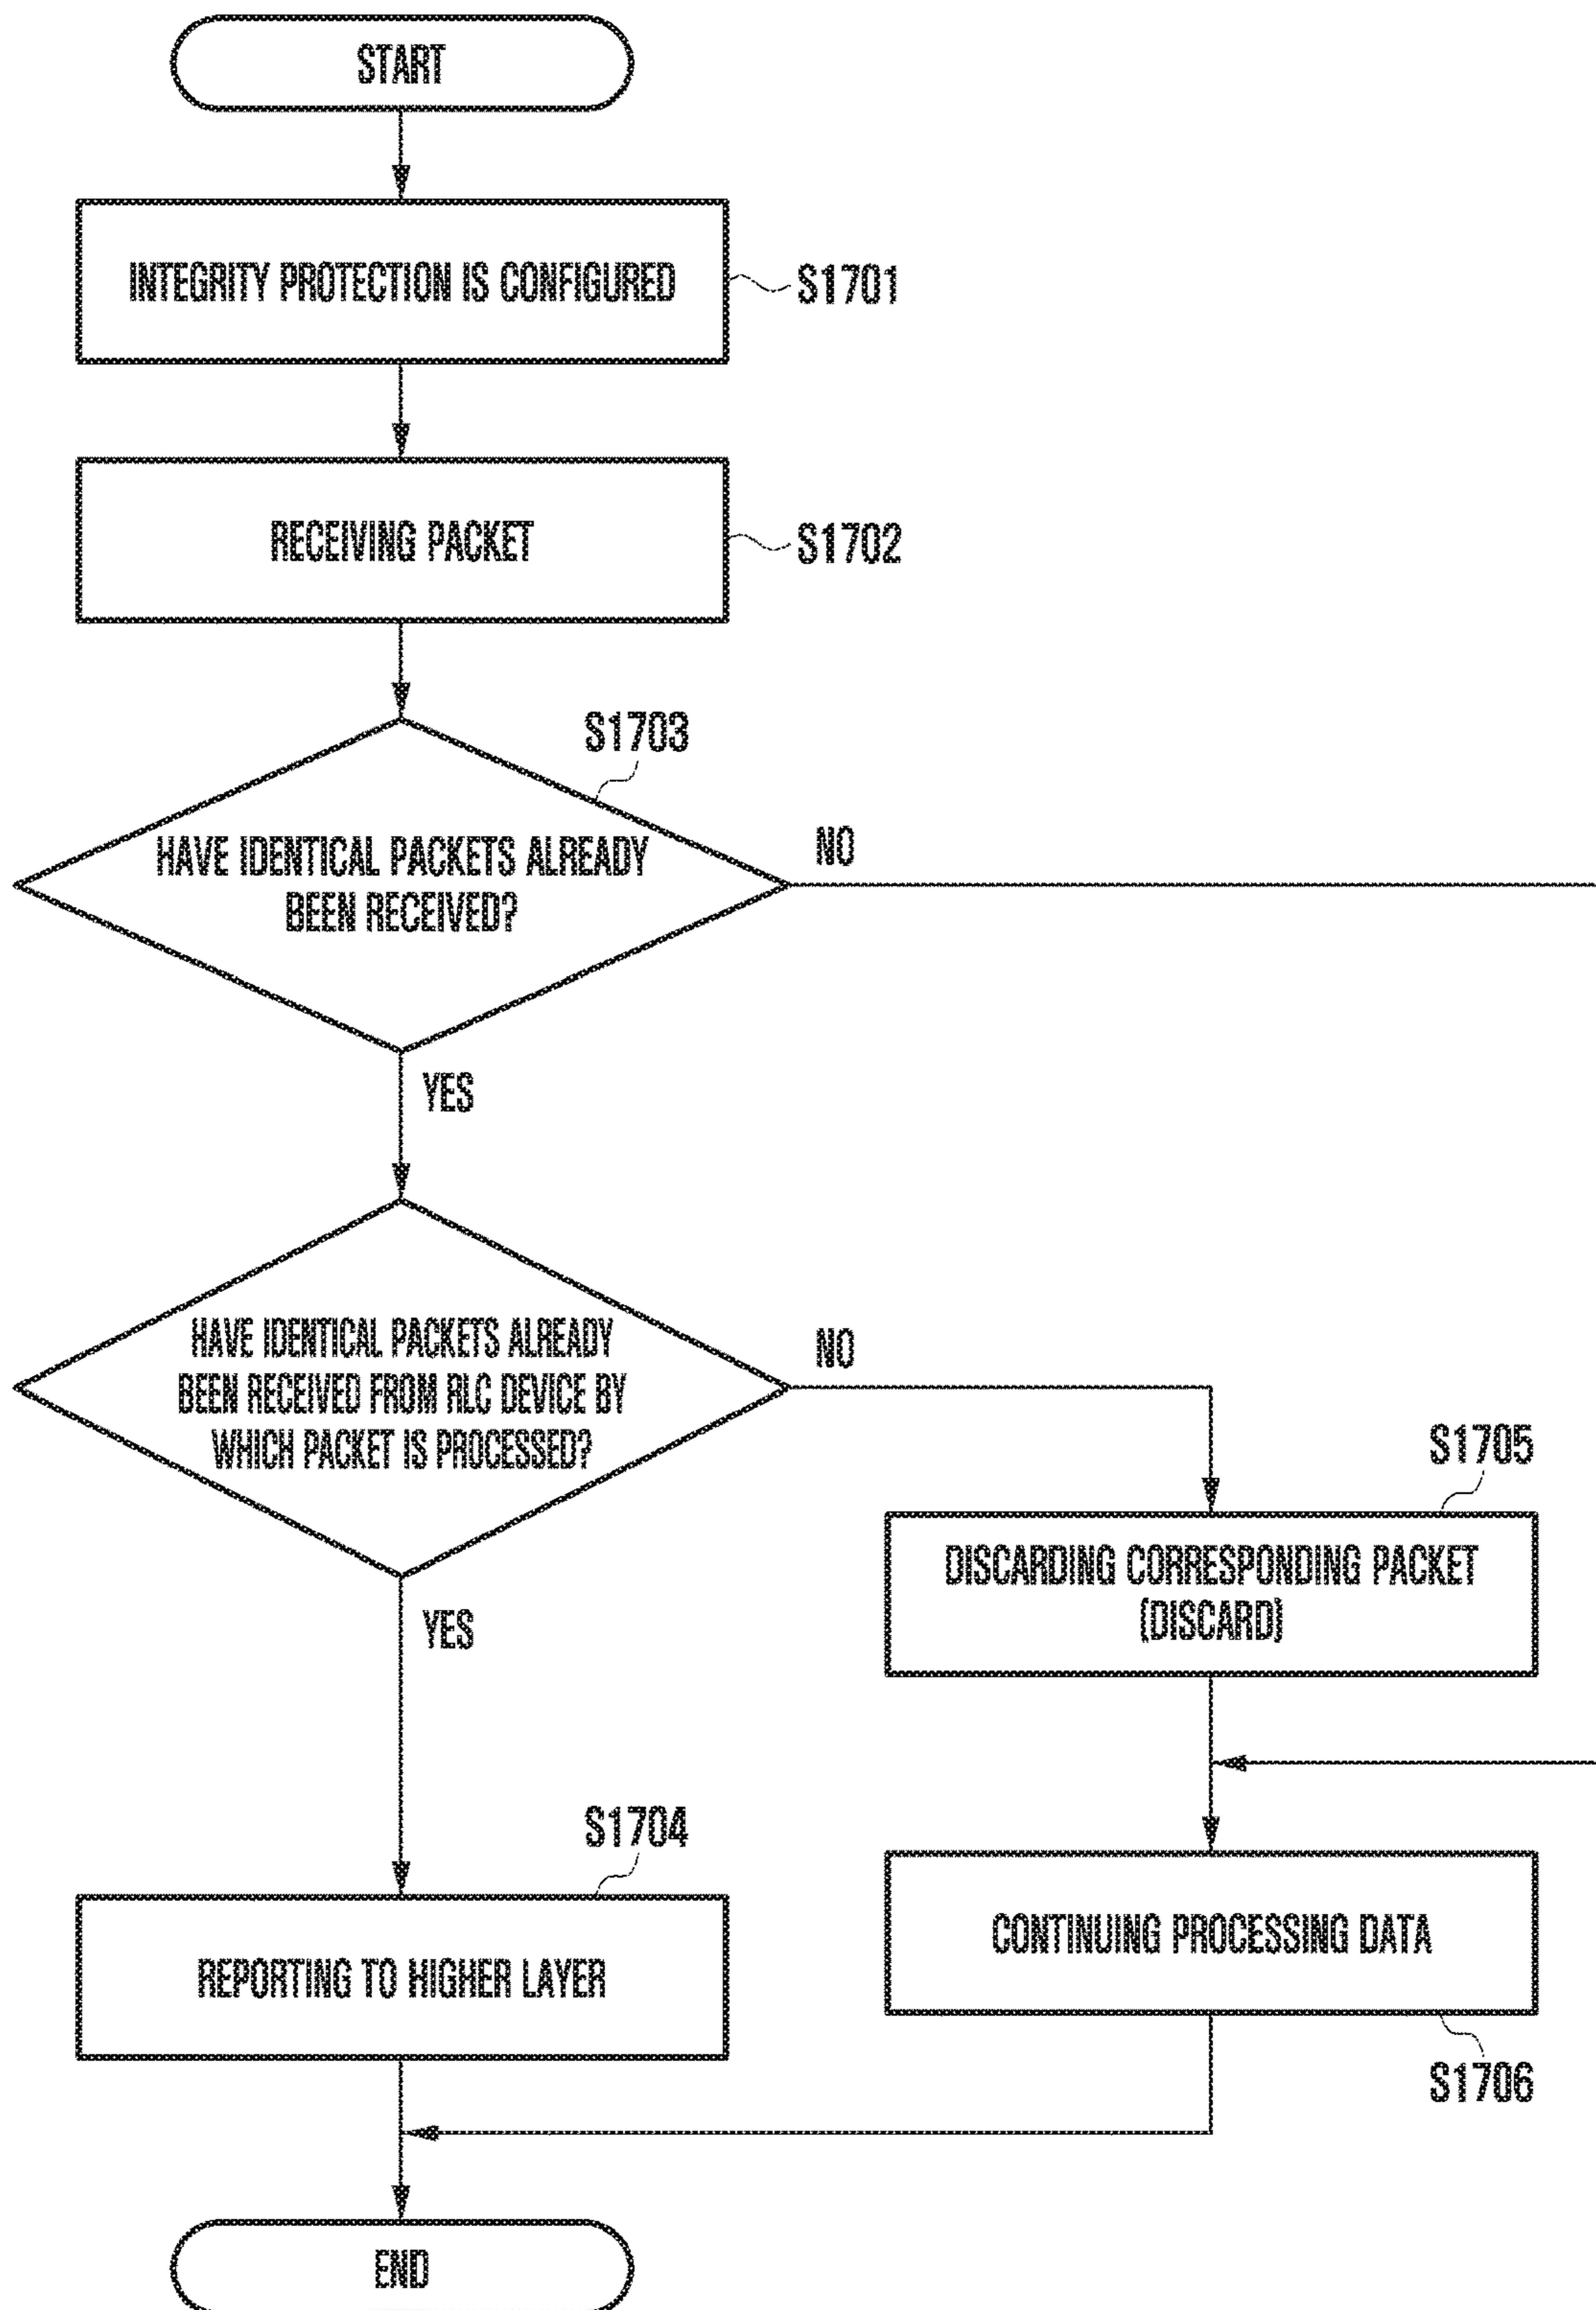 START
INTEGRITY PROTECTION IS CONFIGURED
S1701
RECEIVING PACKET
S1702
S1703
HAVE IDENTICAL PACKETS ALREADY
BEEN RECEIVED?
NO
YES
HAVE IDENTICAL PACKETS ALREADY
BEEN RECEIVED FROM RLC DEVICE BY
WHICH PACKET IS PROCESSED?
NO
YES
S1705
DISCARDING CORRESPONDING PACKET
(DISCARD)
S1704
REPORTING TO HIGHER LAYER
CONTINUING PROCESSING DATA
S1706
END